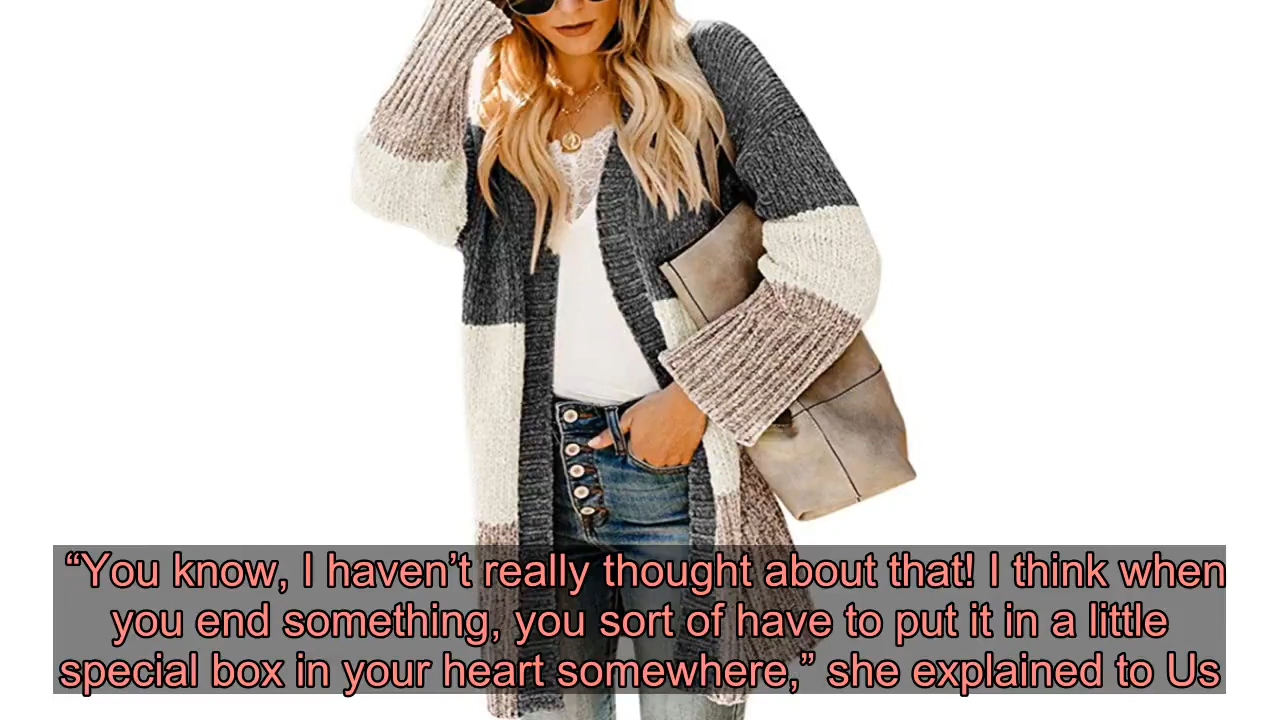 “You know, I haven’t really thought about that! I think when
you end something, you sort of have to put it in a little
special box in your heart somewhere,” she explained to Us